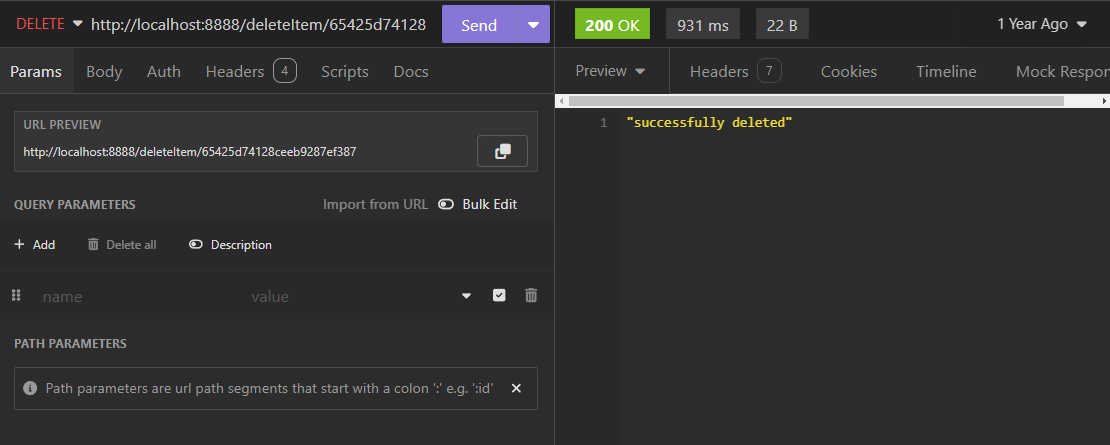 DELETE http://localhost:8888/deleteItem/65425d74128 Send
Params Body Auth Headers 4 Scripts Docs
URL PREVIEW
http://localhost:8888/deleteItem/65425d74128ceeb9287ef387
QUERY PARAMETERS Import from URL Bulk Edit
+ Add Delete all Description
name value
PATH PARAMETERS
Path parameters are url path segments that start with a colon ':' e.g. ':id'
200 OK 931 ms 22 B 1 Year Ago
Preview Headers 7 Cookies Timeline Mock Respon
1 "successfully deleted"